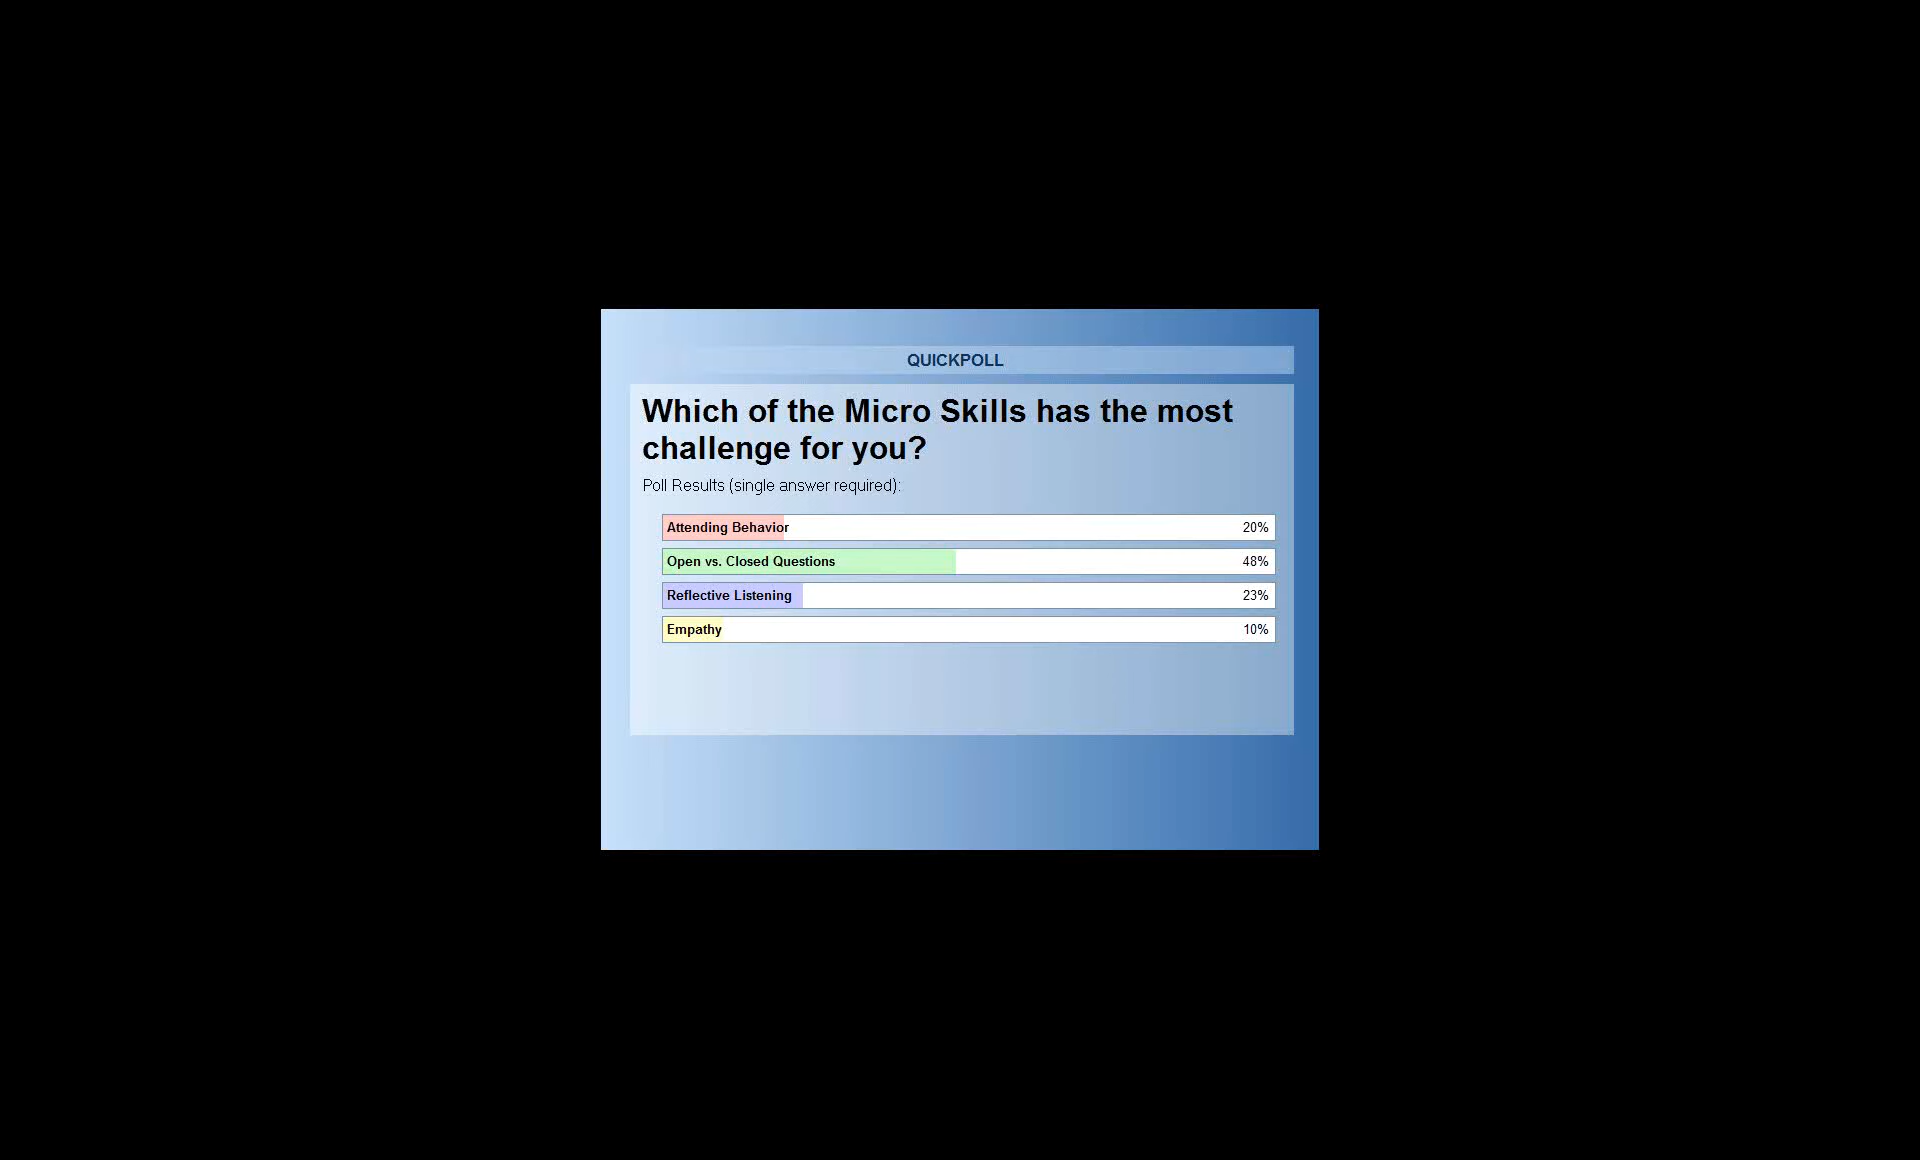 QUICKPOLL
Which of the Micro Skills has the most
challenge for you?
Poll Results (single answer required):
Attending Behavior 20%
Open vs. Closed Questions 48%
Reflective Listening 23%
Empathy 10%